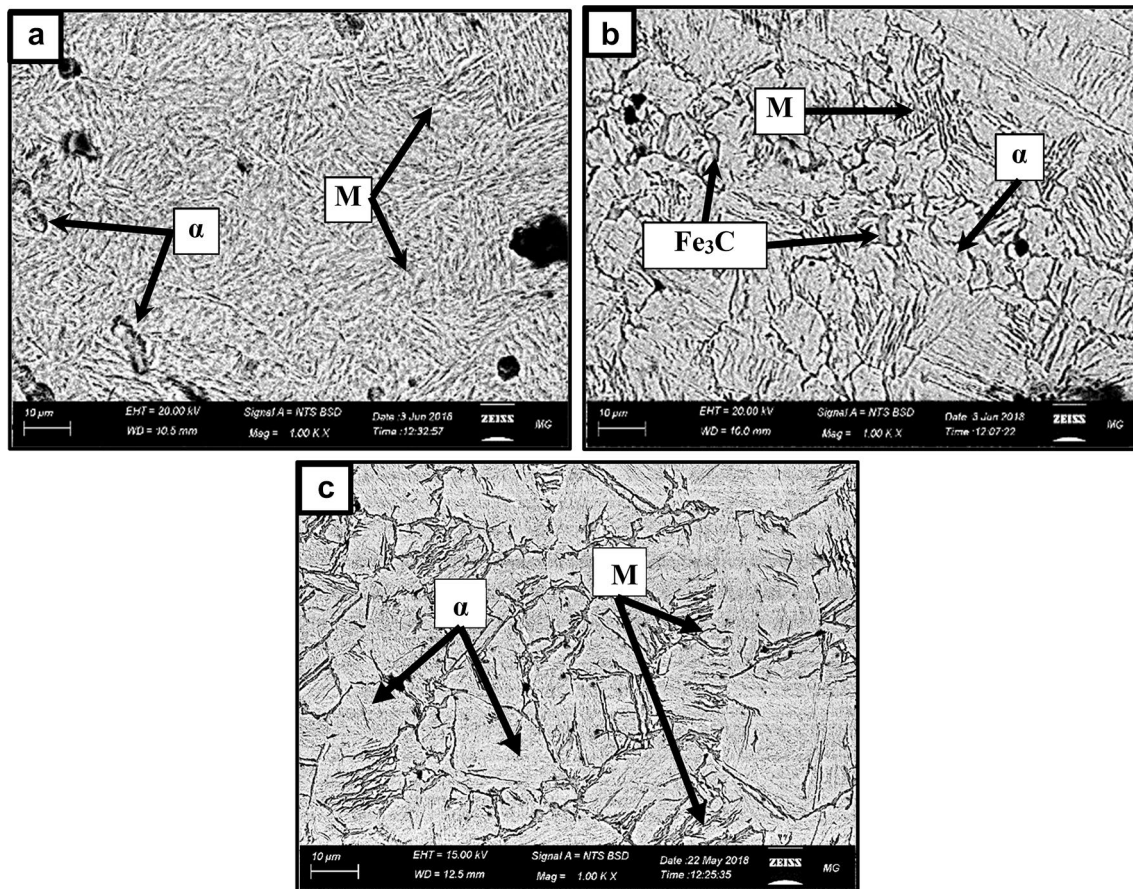 a
M
α
10 µm
EHT = 20.00 kV
WD = 10.5 mm
Signal A = NTS BSD
Mag = 1.00 K X
Date :3 Jun 2018
Time :12:32:57
ZEISS
MG
b
M
α
Fe₃C
10 µm
EHT = 20.00 kV
WD = 10.0 mm
Signal A = NTS BSD
Mag = 1.00 K X
Date :3 Jun 2018
Time :12:07:22
ZEISS
MG
c
M
α
10 µm
EHT = 15.00 kV
WD = 12.5 mm
Signal A = NTS BSD
Mag = 1.00 K X
Date :22 May 2018
Time :12:25:35
ZEISS
MG